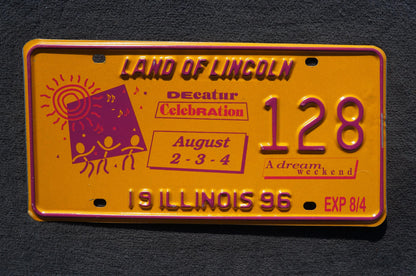 LAND OF LINCOLN
DEcatur
CelebRAtion
August
2-3-4
128
A dream
weekend
19 ILLINOIS 96
EXP 8/4